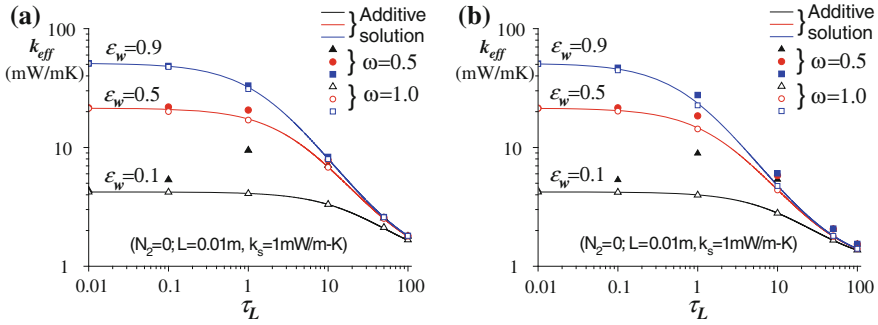 (a)
100
k_eff
(mW/mK)
10
1
ε_w=0.9
ε_w=0.5
ε_w=0.1
Additive
solution
ω=0.5
ω=1.0
(N₂=0; L=0.01m, k_s=1mW/m-K)
0.01 0.1 1 10 100
τ_L
(b)
100
k_eff
(mW/mK)
10
1
ε_w=0.9
ε_w=0.5
ε_w=0.1
Additive
solution
ω=0.5
ω=1.0
(N₂=0; L=0.01m, k_s=1mW/m-K)
0.01 0.1 1 10 100
τ_L